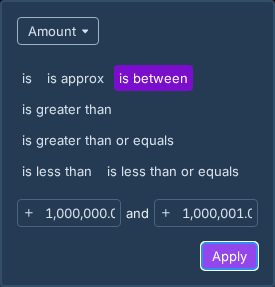 Amount
is is approx is between
is greater than
is greater than or equals
is less than is less than or equals
+ 1,000,000.0 and + 1,000,001.0
Apply